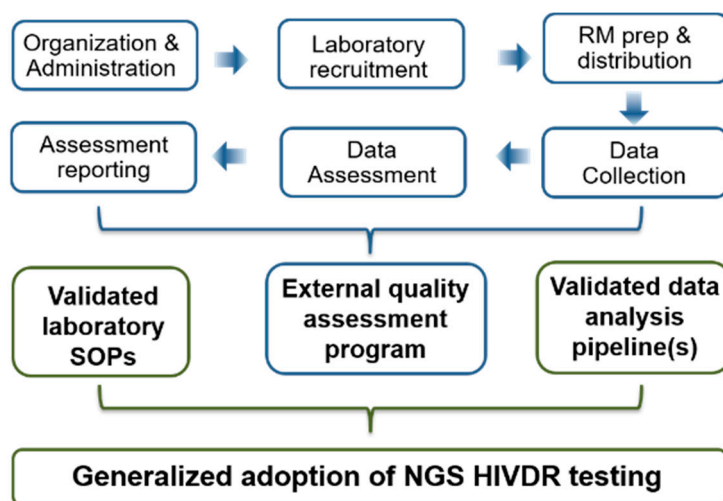 Organization &
Administration
Laboratory
recruitment
RM prep &
distribution
Assessment
reporting
Data
Assessment
Data
Collection
Validated
laboratory
SOPs
External quality
assessment
program
Validated data
analysis
pipeline(s)
Generalized adoption of NGS HIVDR testing